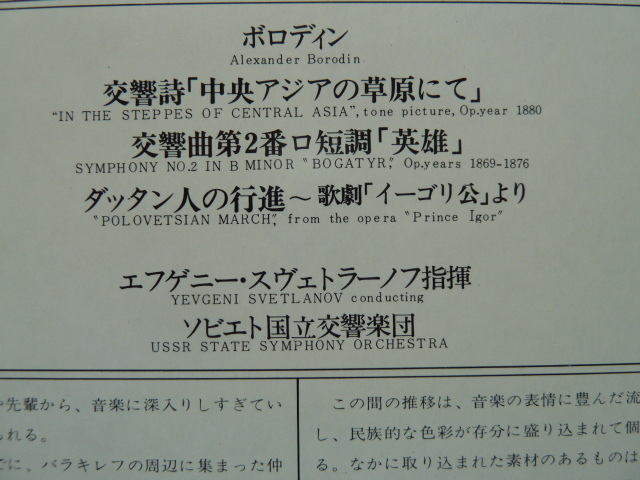 ボロディン
Alexander Borodin
交響詩「中央アジアの草原にて」
"IN THE STEPPES OF CENTRAL ASIA", tone picture, Op.year 1880
交響曲第2番ロ短調「英雄」
SYMPHONY NO.2 IN B MINOR "BOGATYR", Op.years 1869-1876
ダッタン人の行進～歌劇「イーゴリ公」より
"POLOVETSIAN MARCH", from the opera "Prince Igor"
エフゲニー・スヴェトラーノフ指揮
YEVGENI SVETLANOV conducting
ソビエト国立交響楽団
USSR STATE SYMPHONY ORCHESTRA
先輩から、音楽に深入りしすぎてい
れる。
に、バラキレフの周辺に集まった仲
この間の推移は、音楽の表情に豊んだ流
し、民族的な色彩が存分に盛り込まれて個
る。なかに取り込まれた素材のあるものは